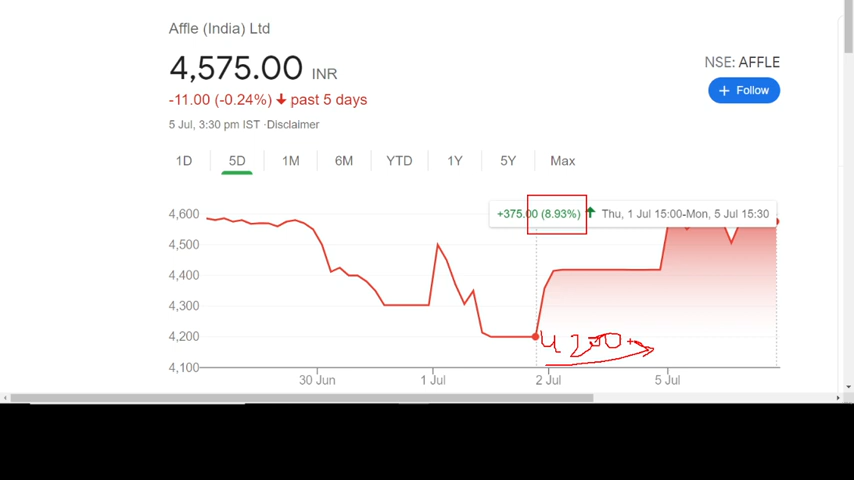 Affle (India) Ltd
4,575.00 INR
NSE: AFFLE
-11.00 (-0.24%) ↓ past 5 days
+ Follow
5 Jul, 3:30 pm IST ·Disclaimer
1D 5D 1M 6M YTD 1Y 5Y Max
+375.00 (8.93%) ↑ Thu, 1 Jul 15:00-Mon, 5 Jul 15:30
4,600
4,500
4,400
4,300
4,200
4200
4,100
30 Jun 1 Jul 2 Jul 5 Jul